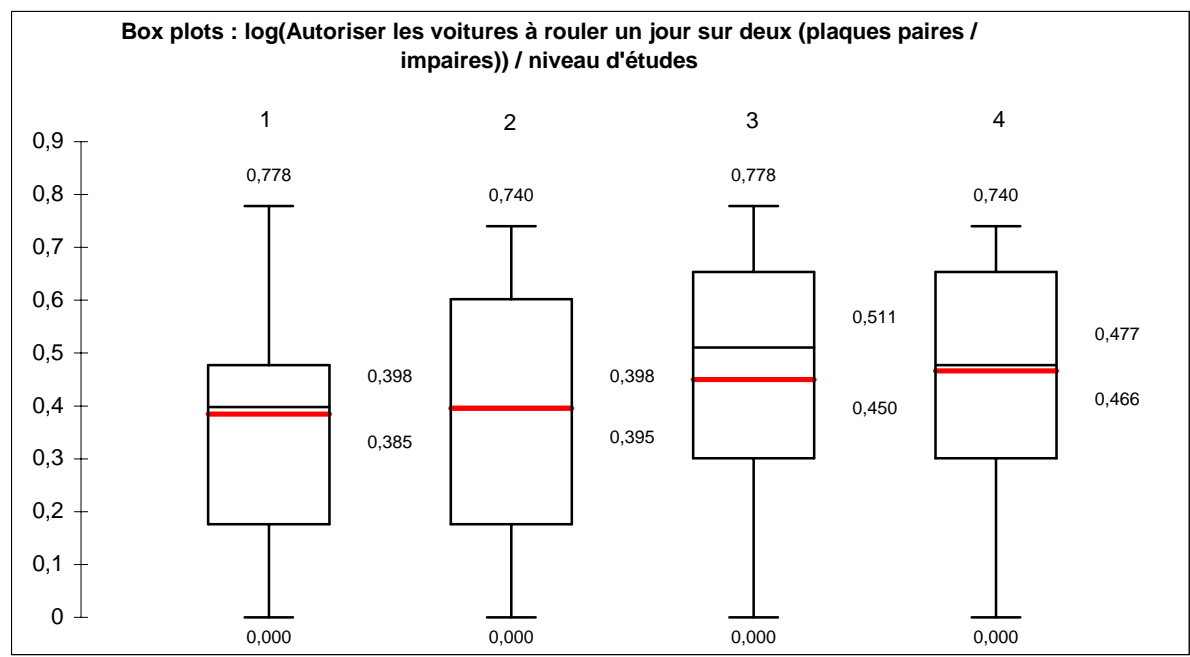 Box plots : log(Autoriser les voitures à rouler un jour sur deux (plaques paires /
impaires)) / niveau d'études
1 2 3 4
0,9
0,778 0,740 0,778 0,740
0,8
0,7
0,6
0,5
0,4
0,3
0,2
0,1
0
0,398 0,398 0,511 0,477
0,385 0,395 0,450 0,466
0,000 0,000 0,000 0,000